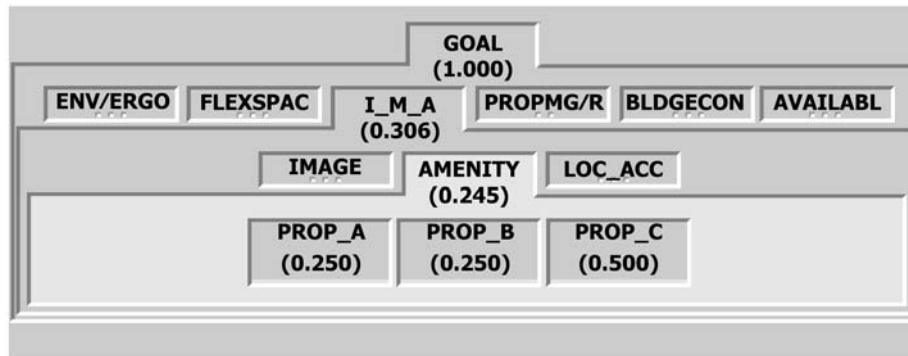 GOAL
(1.000)
ENV/ERGO FLEXSPAC I_M_A PROPMG/R BLDGECON AVAILABL
(0.306)
IMAGE AMENITY LOC_ACC
(0.245)
PROP_A PROP_B PROP_C
(0.250) (0.250) (0.500)